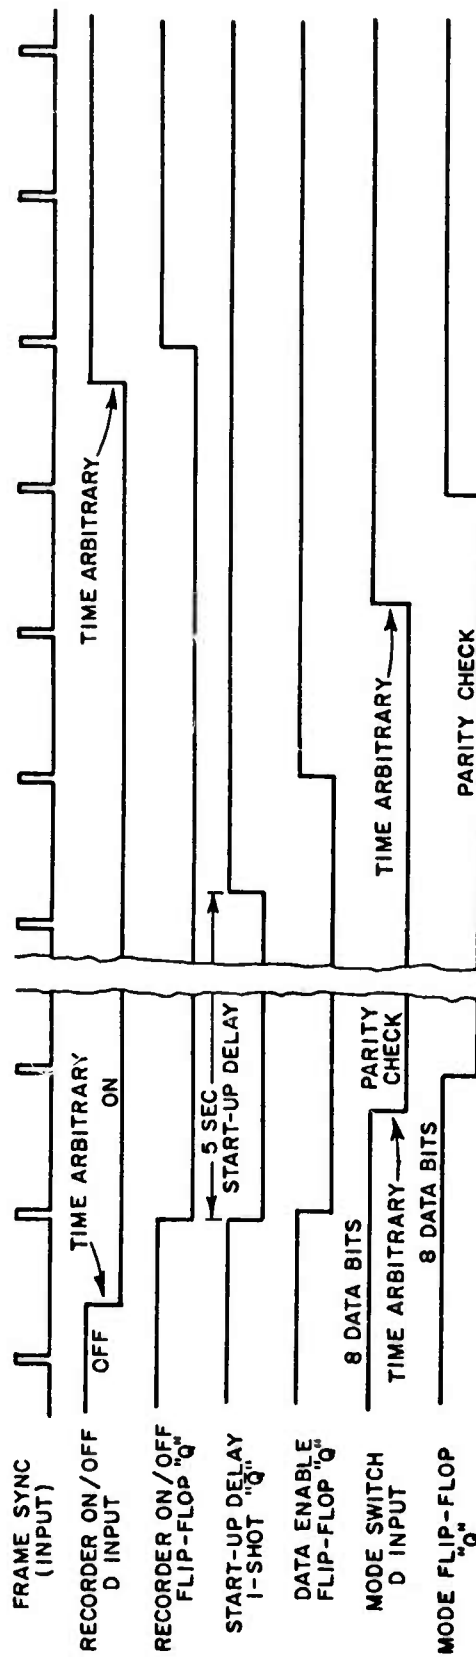 FRAME SYNC
(INPUT)
RECORDER ON/OFF
D INPUT
OFF
TIME ARBITRARY
ON
TIME ARBITRARY
RECORDER ON/OFF
FLIP-FLOP "Q"
START-UP DELAY
I-SHOT "Q̄"
5 SEC
START-UP DELAY
DATA ENABLE
FLIP-FLOP "Q"
MODE SWITCH
D INPUT
8 DATA BITS
TIME ARBITRARY
PARITY
CHECK
TIME ARBITRARY
MODE FLIP-FLOP
"Q"
8 DATA BITS
PARITY CHECK